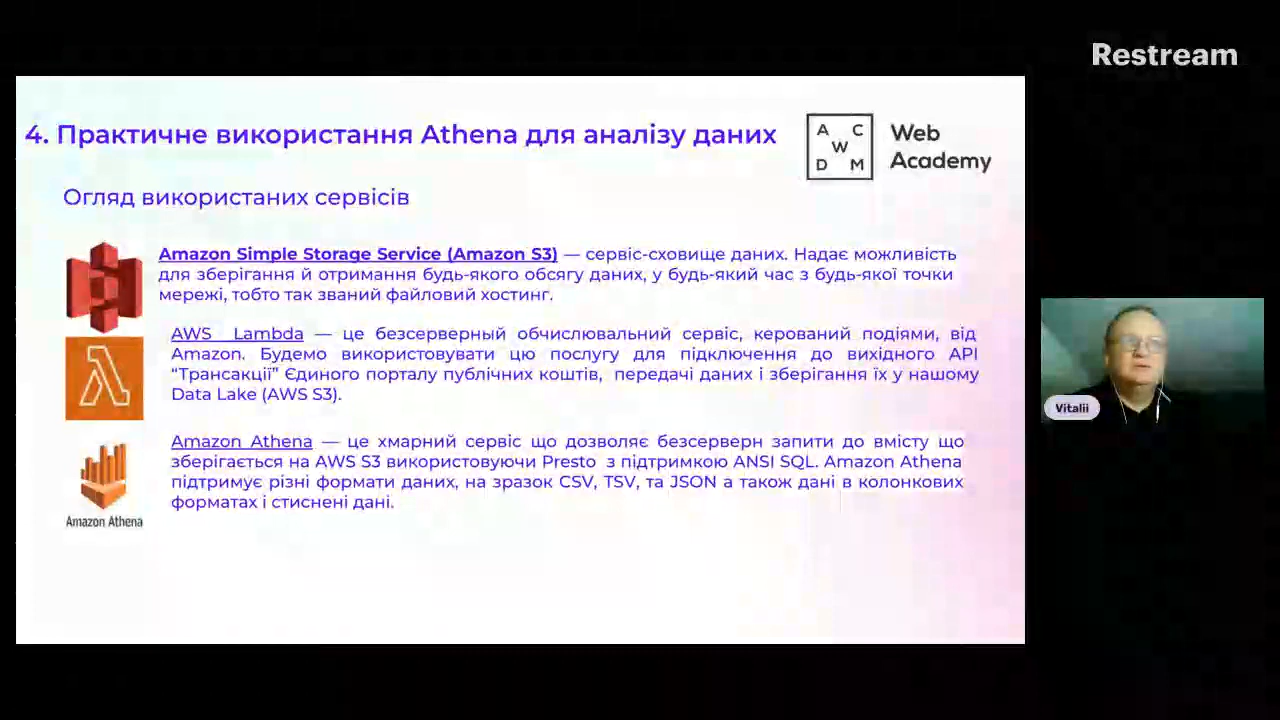 Restream
4. Практичне використання Athena для аналізу даних
A C
W
D M
Web
Academy
Огляд використаних сервісів
Amazon Simple Storage Service (Amazon S3) — сервіс-сховище даних. Надає можливість
для зберігання й отримання будь-якого обсягу даних, у будь-який час з будь-якої точки
мережі, тобто так званий файловий хостинг.
AWS Lambda — це безсерверный обчислювальний сервіс, керований подіями, від
Amazon. Будемо використовувати цю послугу для підключення до вихідного API
“Трансакції” Єдиного порталу публічних коштів, передачі даних і зберігання їх у нашому
Data Lake (AWS S3).
Amazon Athena — це хмарний сервіс що дозволяє безсерверн запити до вмісту що
зберігається на AWS S3 використовуючи Presto з підтримкою ANSI SQL. Amazon Athena
підтримує різні формати даних, на зразок CSV, TSV, та JSON а також дані в колонкових
форматах і стиснені дані.
Amazon Athena
Vitalii